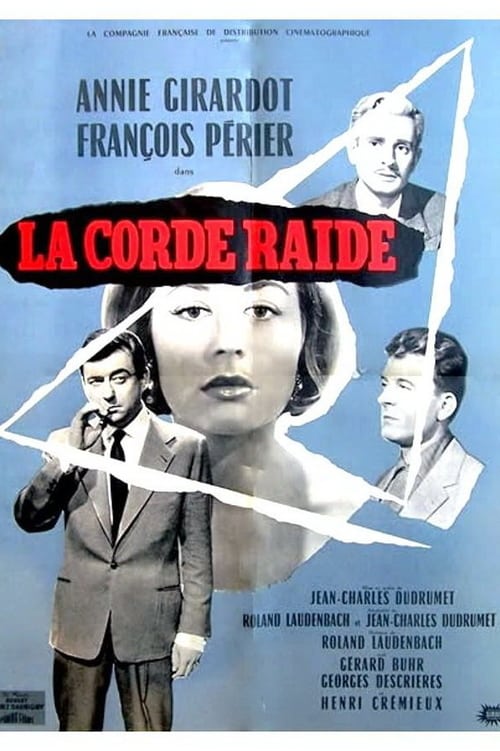 LA COMPAGNIE FRANÇAISE DE DISTRIBUTION CINÉMATOGRAPHIQUE
présente
ANNIE GIRARDOT
FRANÇOIS PÉRIER
dans
LA CORDE RAIDE
JEAN-CHARLES DUDRUMET
ROLAND LAUDENBACH et JEAN-CHARLES DUDRUMET
ROLAND LAUDENBACH
GÉRARD BUHR
GEORGES DESCRIERES
et
HENRI CRÉMIEUX